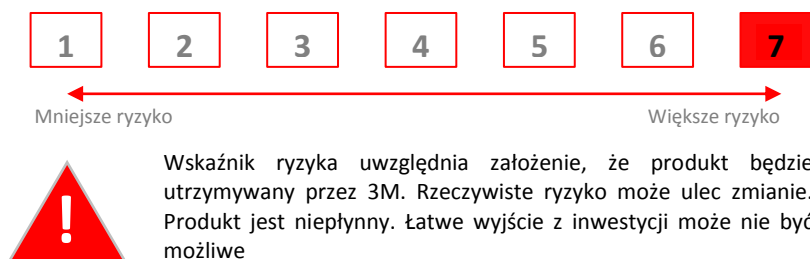 1 2 3 4 5 6 7
Mniejsze ryzyko Większe ryzyko
Wskaźnik ryzyka uwzględnia założenie, że produkt będzie
utrzymywany przez 3M. Rzeczywiste ryzyko może ulec zmianie.
Produkt jest niepłynny. Łatwe wyjście z inwestycji może nie być
możliwe
!